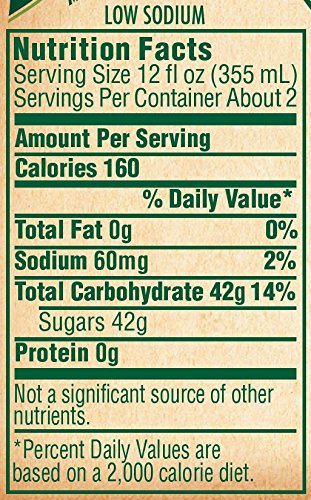 LOW SODIUM
Nutrition Facts
Serving Size 12 fl oz (355 mL)
Servings Per Container About 2
Amount Per Serving
Calories 160
% Daily Value*
Total Fat 0g 0%
Sodium 60mg 2%
Total Carbohydrate 42g 14%
Sugars 42g
Protein 0g
Not a significant source of other
nutrients.
*Percent Daily Values are
based on a 2,000 calorie diet.